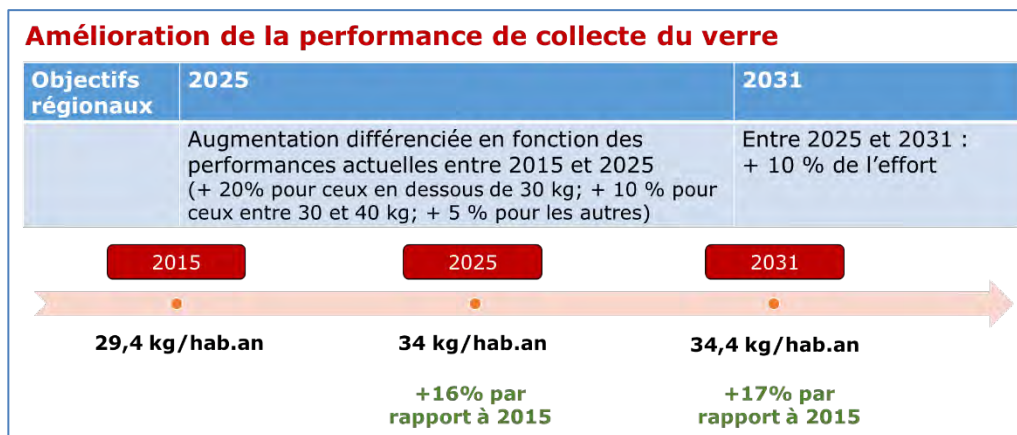 Amélioration de la performance de collecte du verre
Objectifs
régionaux
2025
2031
Augmentation différenciée en fonction des
performances actuelles entre 2015 et 2025
(+ 20% pour ceux en dessous de 30 kg; + 10 % pour
ceux entre 30 et 40 kg; + 5 % pour les autres)
Entre 2025 et 2031 :
+ 10 % de l'effort
2015
2025
2031
29,4 kg/hab.an
34 kg/hab.an
34,4 kg/hab.an
+16% par
rapport à 2015
+17% par
rapport à 2015